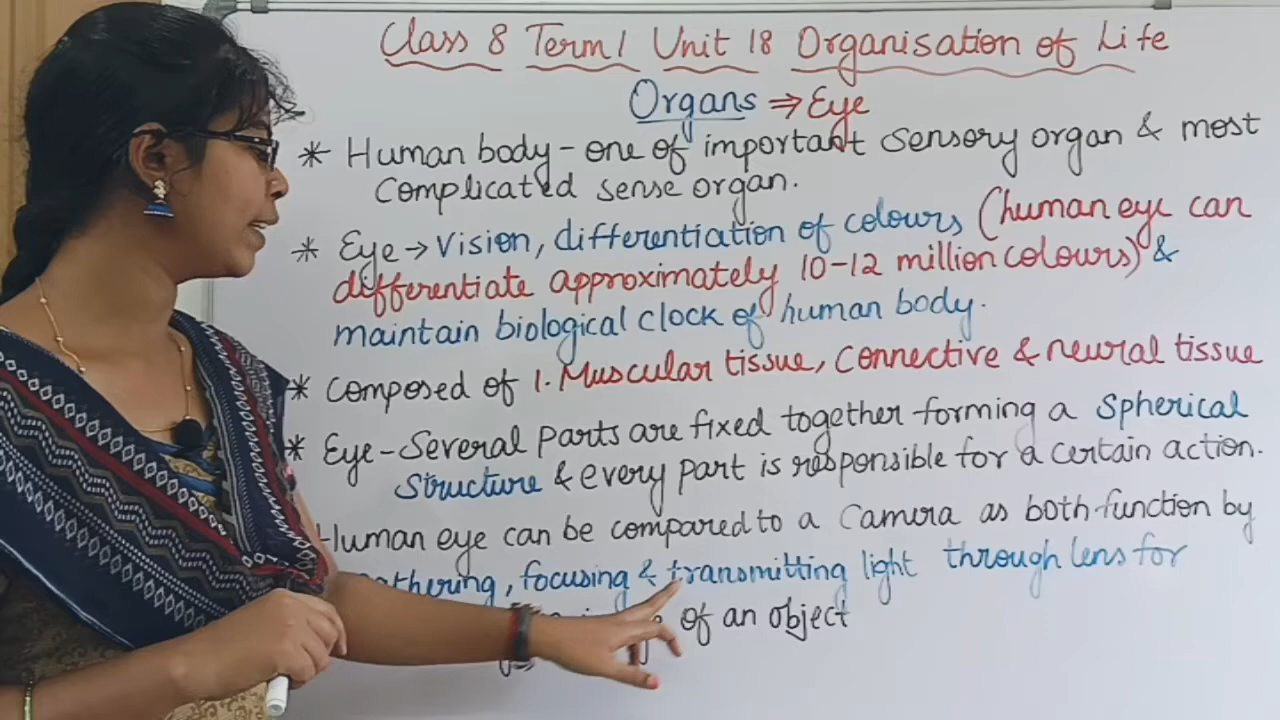 Class 8 Term 1 Unit 18 Organisation of Life
Organs ⇒ Eye
* Human body - one of important sensory organ & most
complicated sense organ.
* Eye → Vision, differentiation of colours (human eye can
differentiate approximately 10-12 million colours) &
maintain biological clock of human body.
* Composed of 1. Muscular tissue, Connective & neural tissue
* Eye - Several parts are fixed together forming a Spherical
Structure & every part is responsible for a certain action.
Human eye can be compared to a Camera as both function by
focusing & transmitting light through lens for
of an object